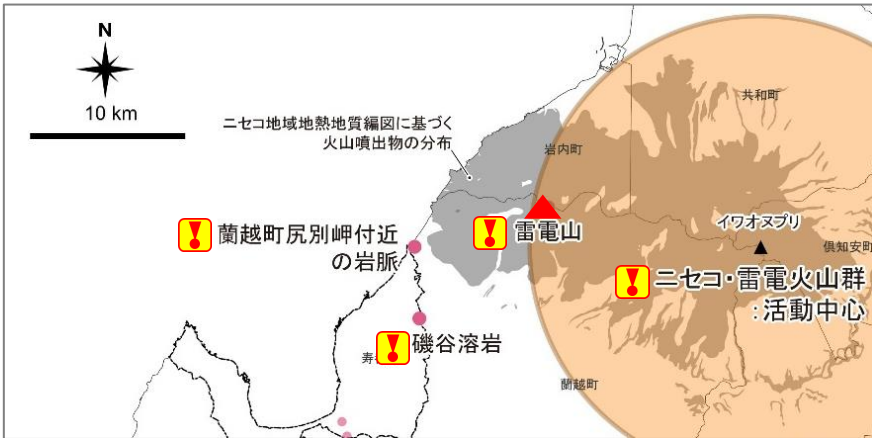 N
10 km
ニセコ地域地熱地質編図に基づく
火山噴出物の分布
共和町
岩内町
蘭越町尻別岬付近
の岩脈
雷電山
イワオヌプリ
倶知安町
ニセコ・雷電火山群
：活動中心
磯谷溶岩
寿
蘭越町